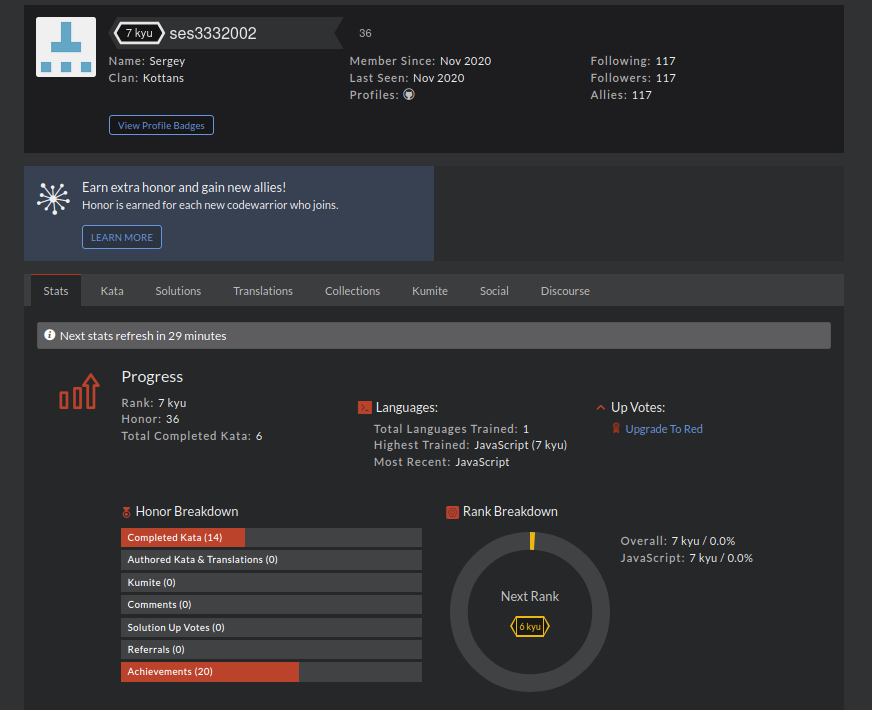 7 kyu ses3332002 36
Name: Sergey
Clan: Kottans
Member Since: Nov 2020
Last Seen: Nov 2020
Profiles:
Following: 117
Followers: 117
Allies: 117
View Profile Badges
Earn extra honor and gain new allies!
Honor is earned for each new codewarrior who joins.
LEARN MORE
Stats Kata Solutions Translations Collections Kumite Social Discourse
Next stats refresh in 29 minutes
Progress
Rank: 7 kyu
Honor: 36
Total Completed Kata: 6
Languages:
Total Languages Trained: 1
Highest Trained: JavaScript (7 kyu)
Most Recent: JavaScript
Up Votes:
Upgrade To Red
Honor Breakdown
Completed Kata (14)
Authored Kata & Translations (0)
Kumite (0)
Comments (0)
Solution Up Votes (0)
Referrals (0)
Achievements (20)
Rank Breakdown
Next Rank
6 kyu
Overall: 7 kyu / 0.0%
JavaScript: 7 kyu / 0.0%